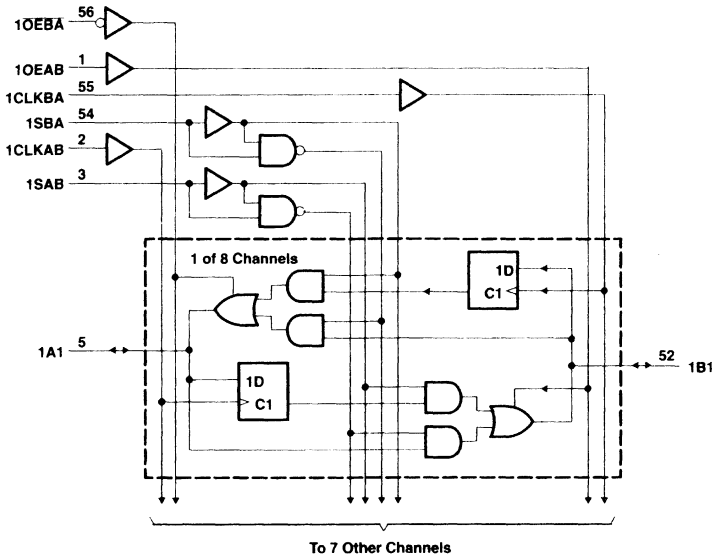 1O̅E̅B̅A̅ 56
1OEAB 1
1CLKBA 55
1SBA 54
1CLKAB 2
1SAB 3
1 of 8 Channels
1D
C1
1A1 5
52 1B1
1D
C1
To 7 Other Channels